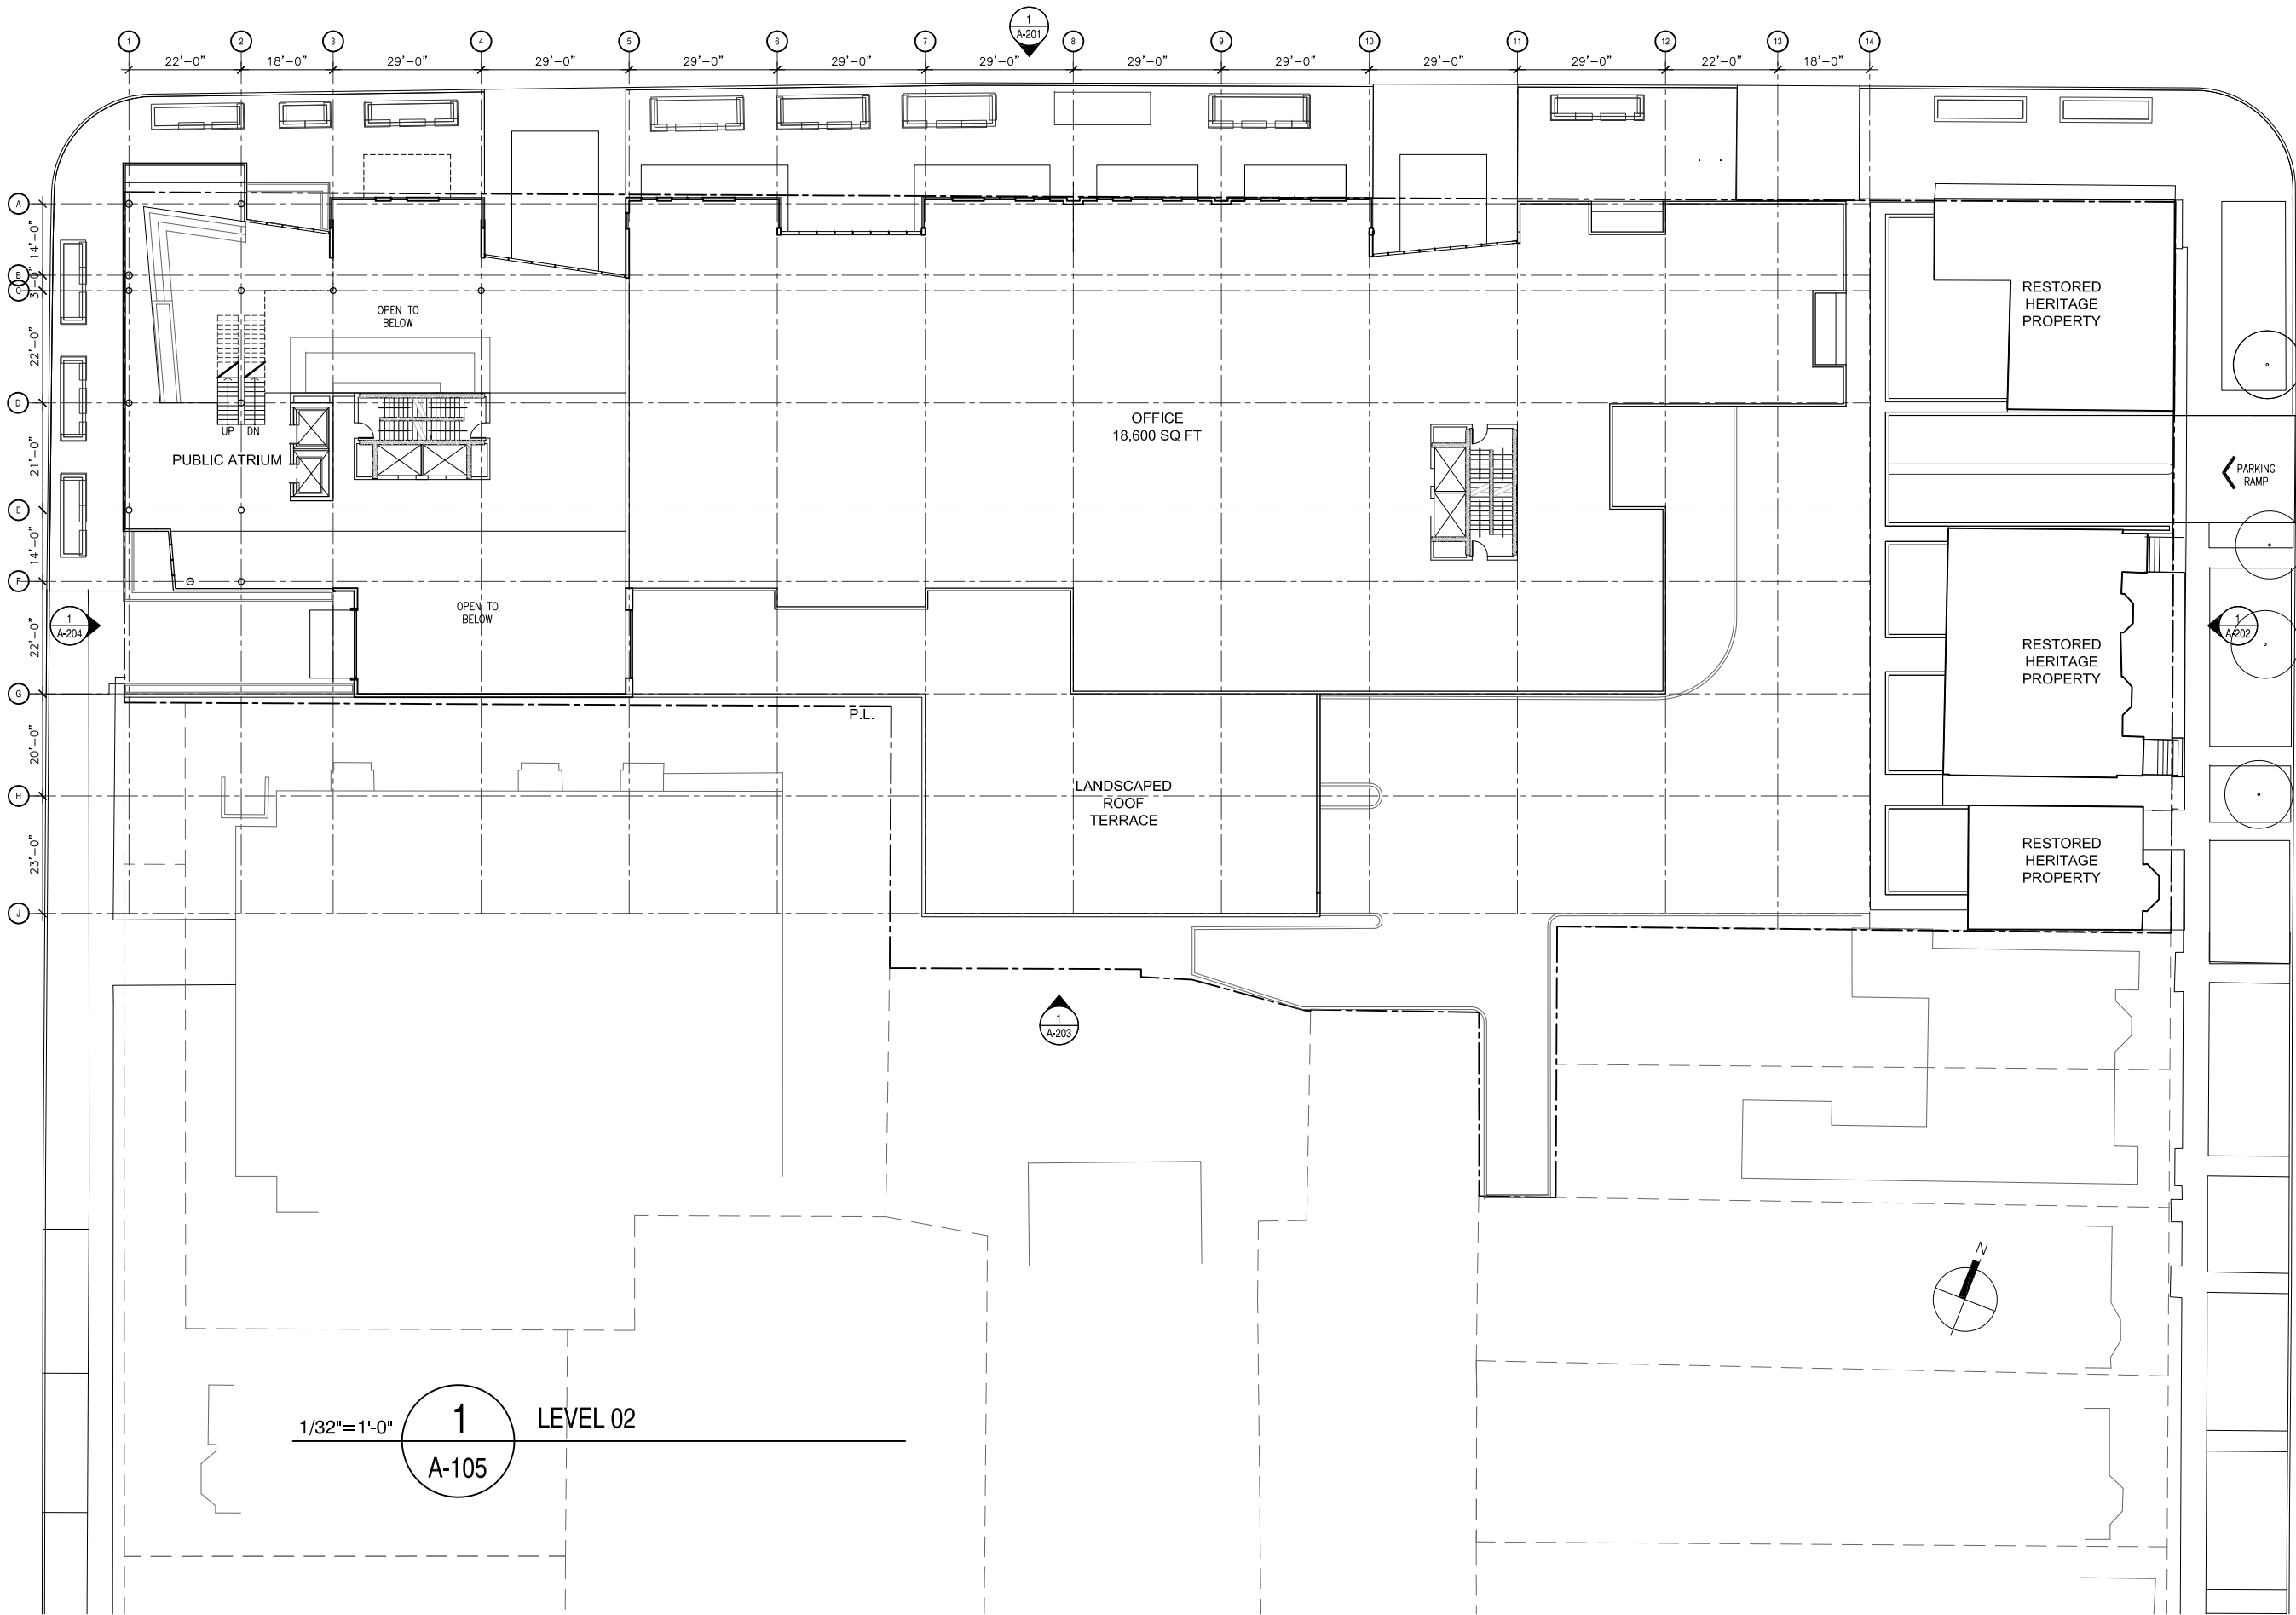 1
A-201
1 2 3 4 5 6 7 8 9 10 11 12 13 14
22'-0" 18'-0" 29'-0" 29'-0" 29'-0" 29'-0" 29'-0" 29'-0" 29'-0" 29'-0" 29'-0" 22'-0" 18'-0"
A
14'-0"
B
3'-0"
C
22'-0"
D
21'-0"
E
14'-0"
F
22'-0"
G
20'-0"
H
23'-0"
J
OPEN TO
BELOW
UP DN
PUBLIC ATRIUM
OFFICE
18,600 SQ FT
RESTORED
HERITAGE
PROPERTY
PARKING
RAMP
1
A-204
OPEN TO
BELOW
1
A-202
RESTORED
HERITAGE
PROPERTY
P.L.
LANDSCAPED
ROOF
TERRACE
RESTORED
HERITAGE
PROPERTY
1
A-203
N
1/32"=1'-0"
1
A-105
LEVEL 02